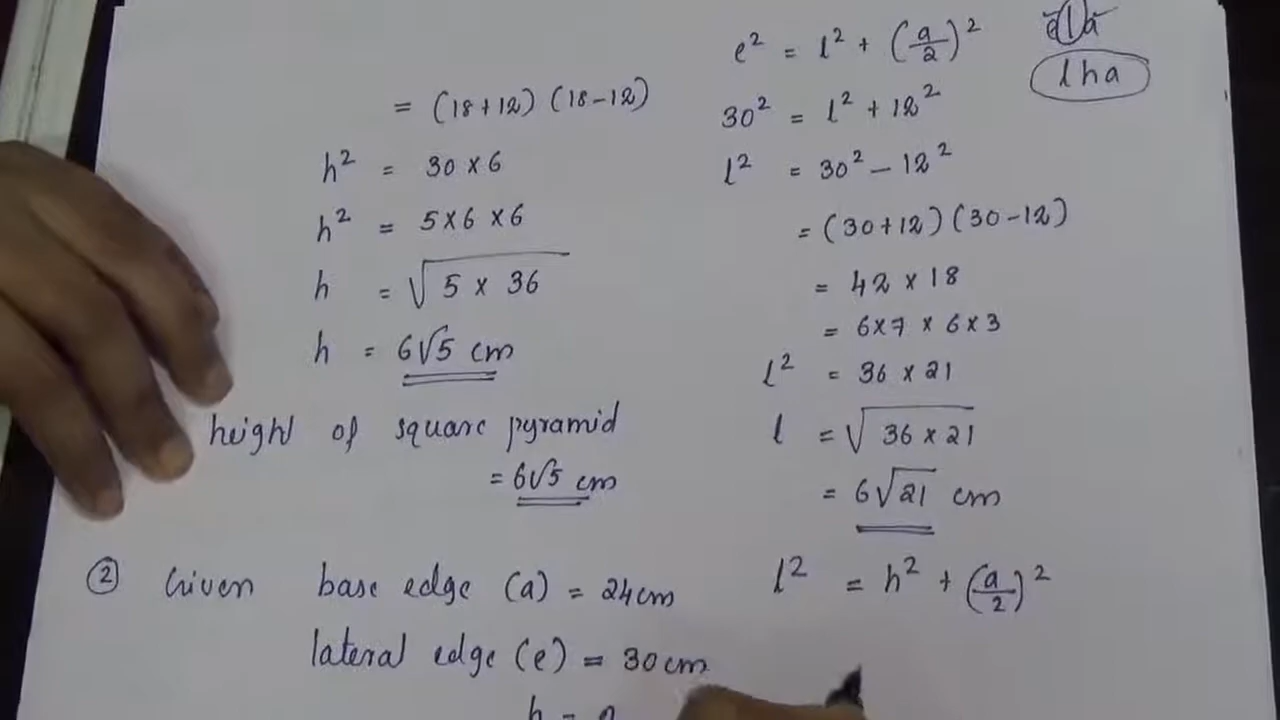 = (18+12) (18-12)
h² = 30 × 6
h² = 5×6 ×6
h = √5 × 36
h = 6√5 cm
height of square pyramid
= 6√5 cm
② Given base edge (a) = 24cm
lateral edge (e) = 30cm
h = ?
e² = l² + (a/2)²
30² = l² + 12²
l² = 30² – 12²
= (30+12) (30-12)
= 42 × 18
= 6×7 × 6×3
l² = 36 × 21
l = √36 × 21
= 6√21 cm
l² = h² + (a/2)²
e l a
l h a